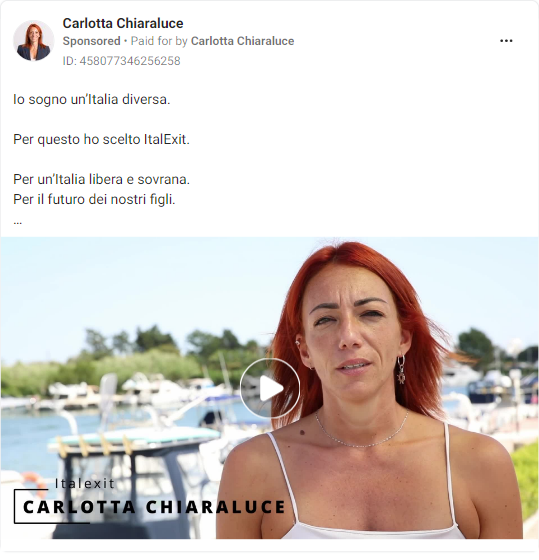 Carlotta Chiaraluce
Sponsored • Paid for by Carlotta Chiaraluce
ID: 458077346256258
Io sogno un'Italia diversa.
Per questo ho scelto ItalExit.
Per un'Italia libera e sovrana.
Per il futuro dei nostri figli.
...
Italexit
CARLOTTA CHIARALUCE